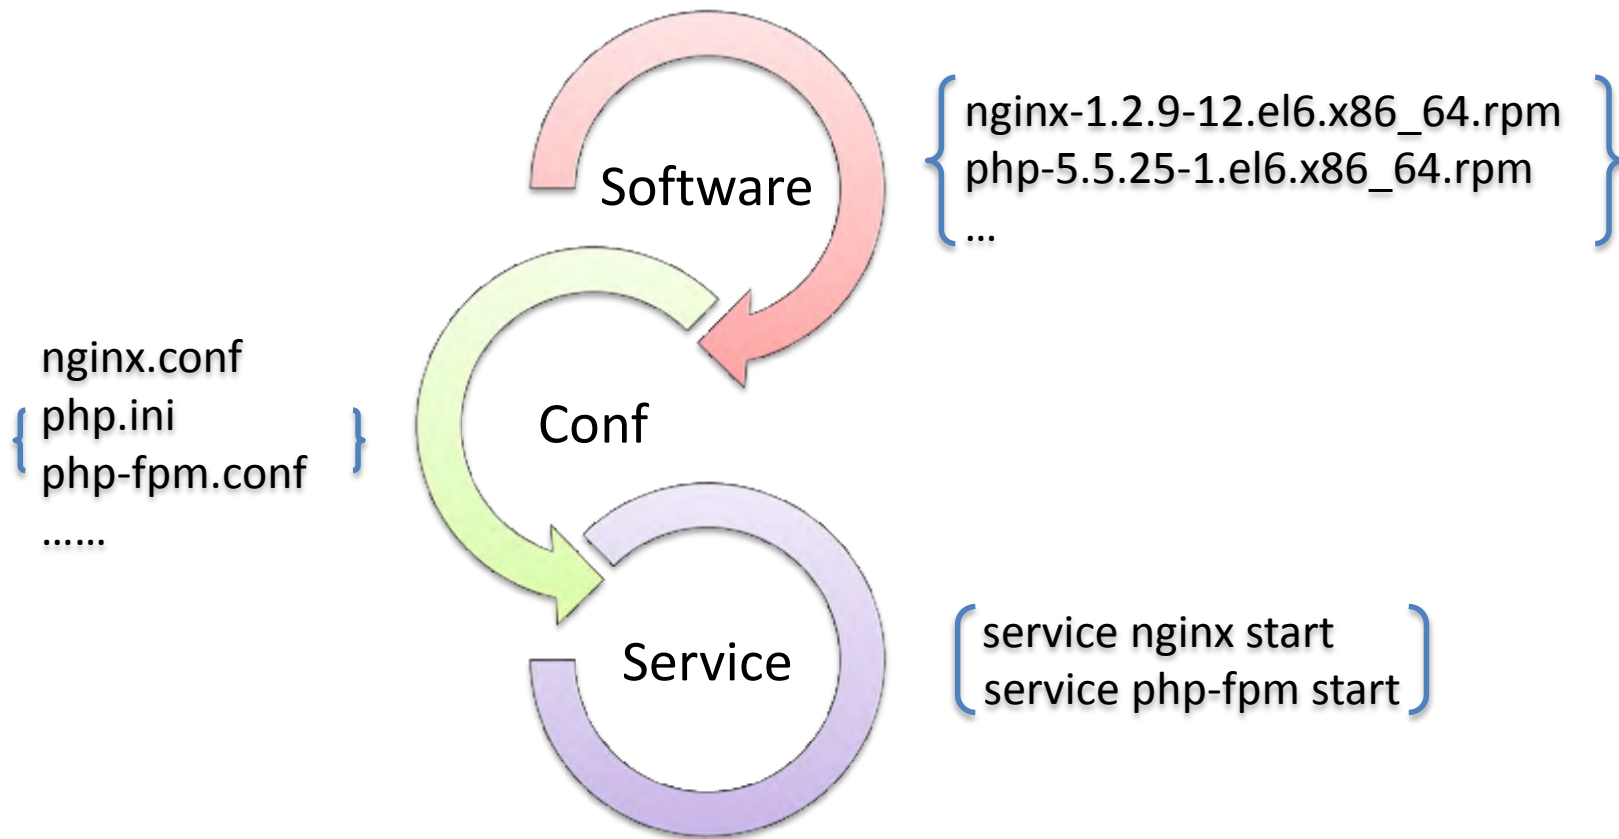 Software
nginx-1.2.9-12.el6.x86_64.rpm
php-5.5.25-1.el6.x86_64.rpm
...
Conf
nginx.conf
php.ini
php-fpm.conf
......
Service
service nginx start
service php-fpm start